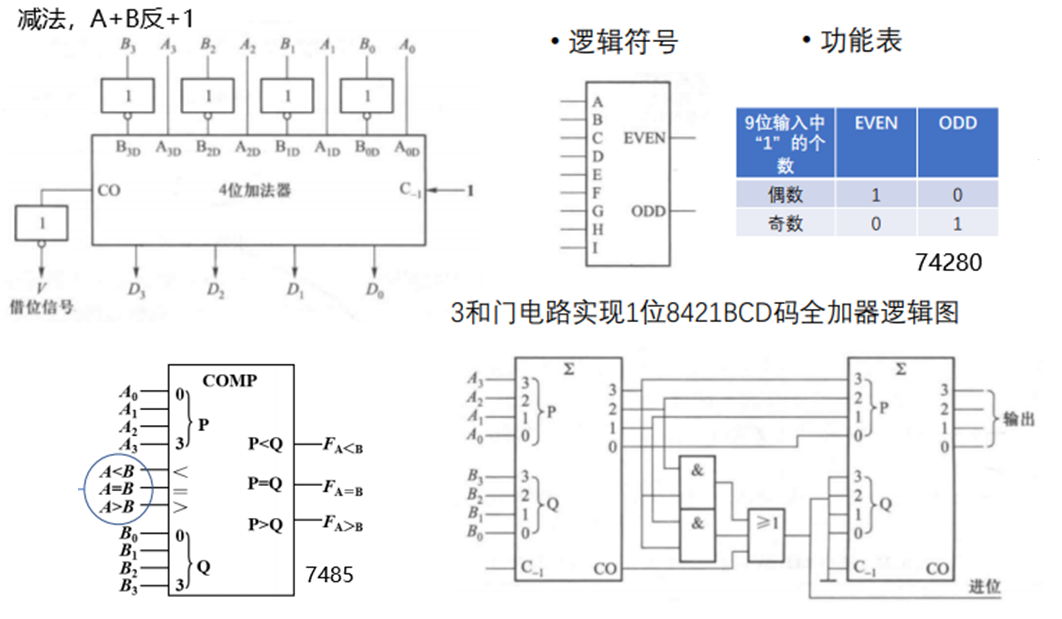 减法，A+B反+1
B3 A3 B2 A2 B1 A1 B0 A0
1 1 1 1
B3D A3D B2D A2D B1D A1D B0D A0D
CO 4位加法器 C-1 1
1
V D3 D2 D1 D0
借位信号
• 逻辑符号
A
B
C EVEN
D
E
F
G ODD
H
I
• 功能表
9位输入中 EVEN ODD
“1”的个
数
偶数 1 0
奇数 0 1
74280
3和门电路实现1位8421BCD码全加器逻辑图
COMP
A0 0
A1 P
A2
A3 3
P<Q FA<B
A<B <
A=B = P=Q FA=B
A>B >
P>Q FA>B
B0 0
B1
B2 Q
B3 3
7485
Σ
A3 3 P 3
A2 2 2
A1 1 1
A0 0 0
B3 3 Q
B2 2
B1 1
B0 0
C-1 CO
&
&
≥1
Σ
3 P 3
2 2 输出
1 1
0 0
3 Q
2
1
0
C-1 CO
进位